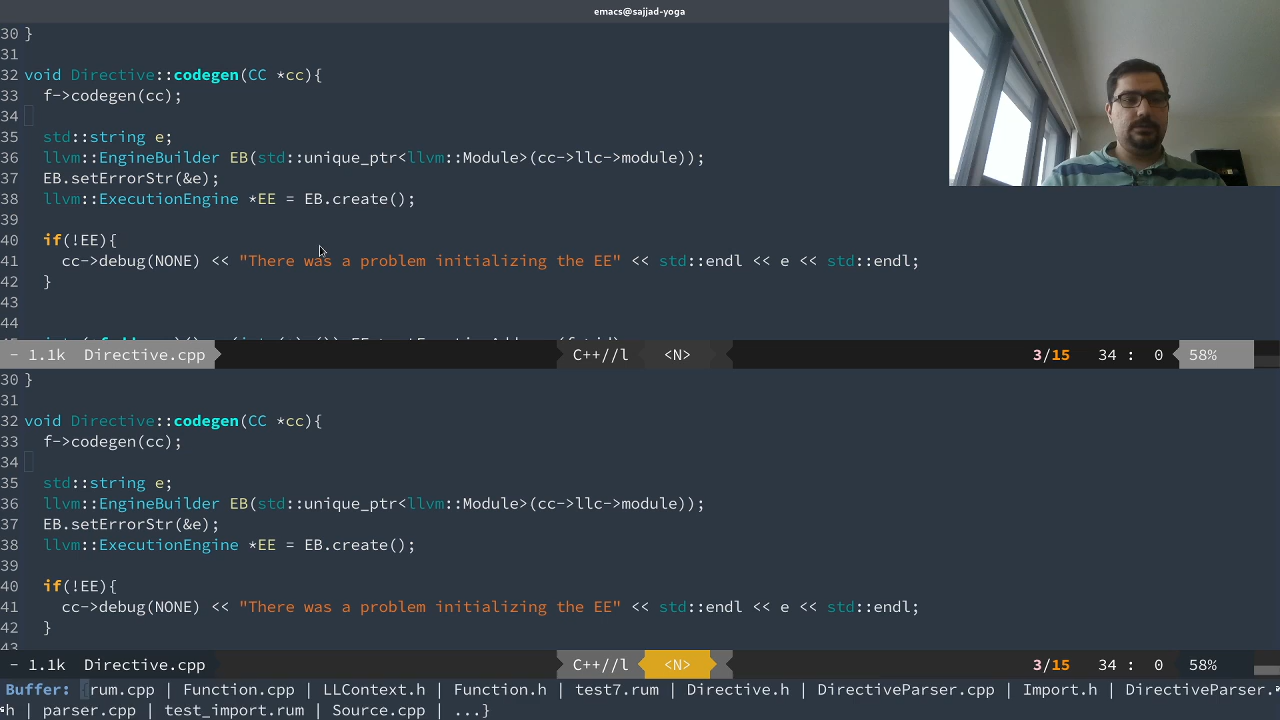 emacs@sajjad-yoga
30 }
31
32 void Directive::codegen(CC *cc){
33 f->codegen(cc);
34
35 std::string e;
36 llvm::EngineBuilder EB(std::unique_ptr<llvm::Module>(cc->llc->module));
37 EB.setErrorStr(&e);
38 llvm::ExecutionEngine *EE = EB.create();
39
40 if(!EE){
41 cc->debug(NONE) << "There was a problem initializing the EE" << std::endl << e << std::endl;
42 }
43
44
- 1.1k Directive.cpp C++//l <N> 3/15 34 : 0 58%
30 }
31
32 void Directive::codegen(CC *cc){
33 f->codegen(cc);
34
35 std::string e;
36 llvm::EngineBuilder EB(std::unique_ptr<llvm::Module>(cc->llc->module));
37 EB.setErrorStr(&e);
38 llvm::ExecutionEngine *EE = EB.create();
39
40 if(!EE){
41 cc->debug(NONE) << "There was a problem initializing the EE" << std::endl << e << std::endl;
42 }
43
- 1.1k Directive.cpp C++//l <N> 3/15 34 : 0 58%
Buffer: {rum.cpp | Function.cpp | LLContext.h | Function.h | test7.rum | Directive.h | DirectiveParser.cpp | Import.h | DirectiveParser.
h | parser.cpp | test_import.rum | Source.cpp | ...}